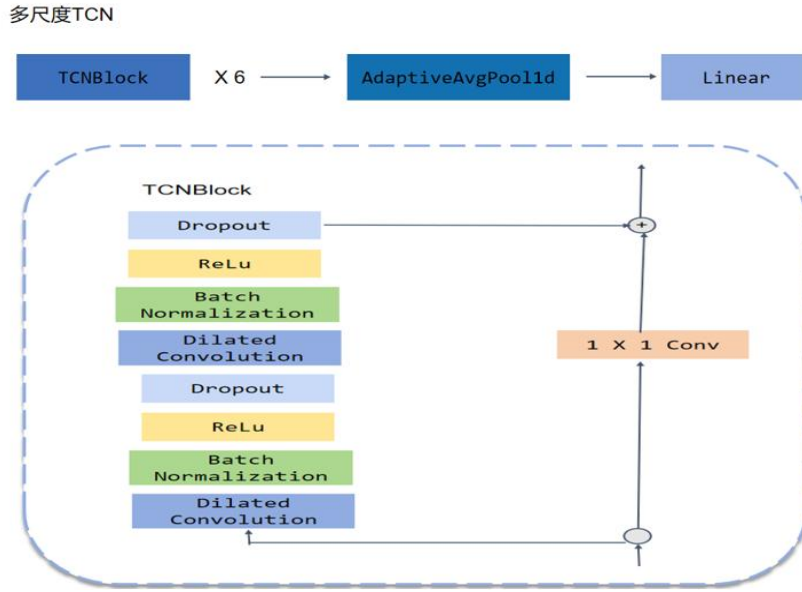 多尺度TCN
TCNBlock X 6 AdaptiveAvgPool1d Linear
TCNBlock
Dropout
+
ReLu
Batch
Normalization
Dilated
Convolution
1 X 1 Conv
Dropout
ReLu
Batch
Normalization
Dilated
Convolution